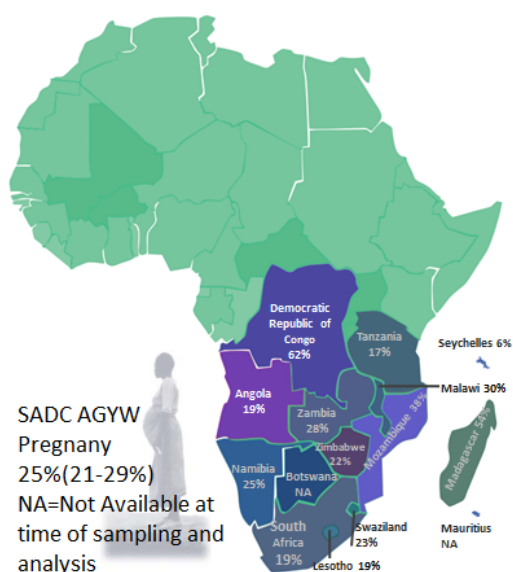 Democratic
Republic of
Congo
62%
Tanzania
17%
Seychelles 6%
Malawi 30%
Angola
19%
Zambia
28%
Mozambique 38%
Madagascar 54%
Zimbabwe
22%
Namibia
25%
Botswana
NA
Mauritius
NA
South
Africa
19%
Swaziland
23%
Lesotho 19%
SADC AGYW
Pregnany
25%(21-29%)
NA=Not Available at
time of sampling and
analysis